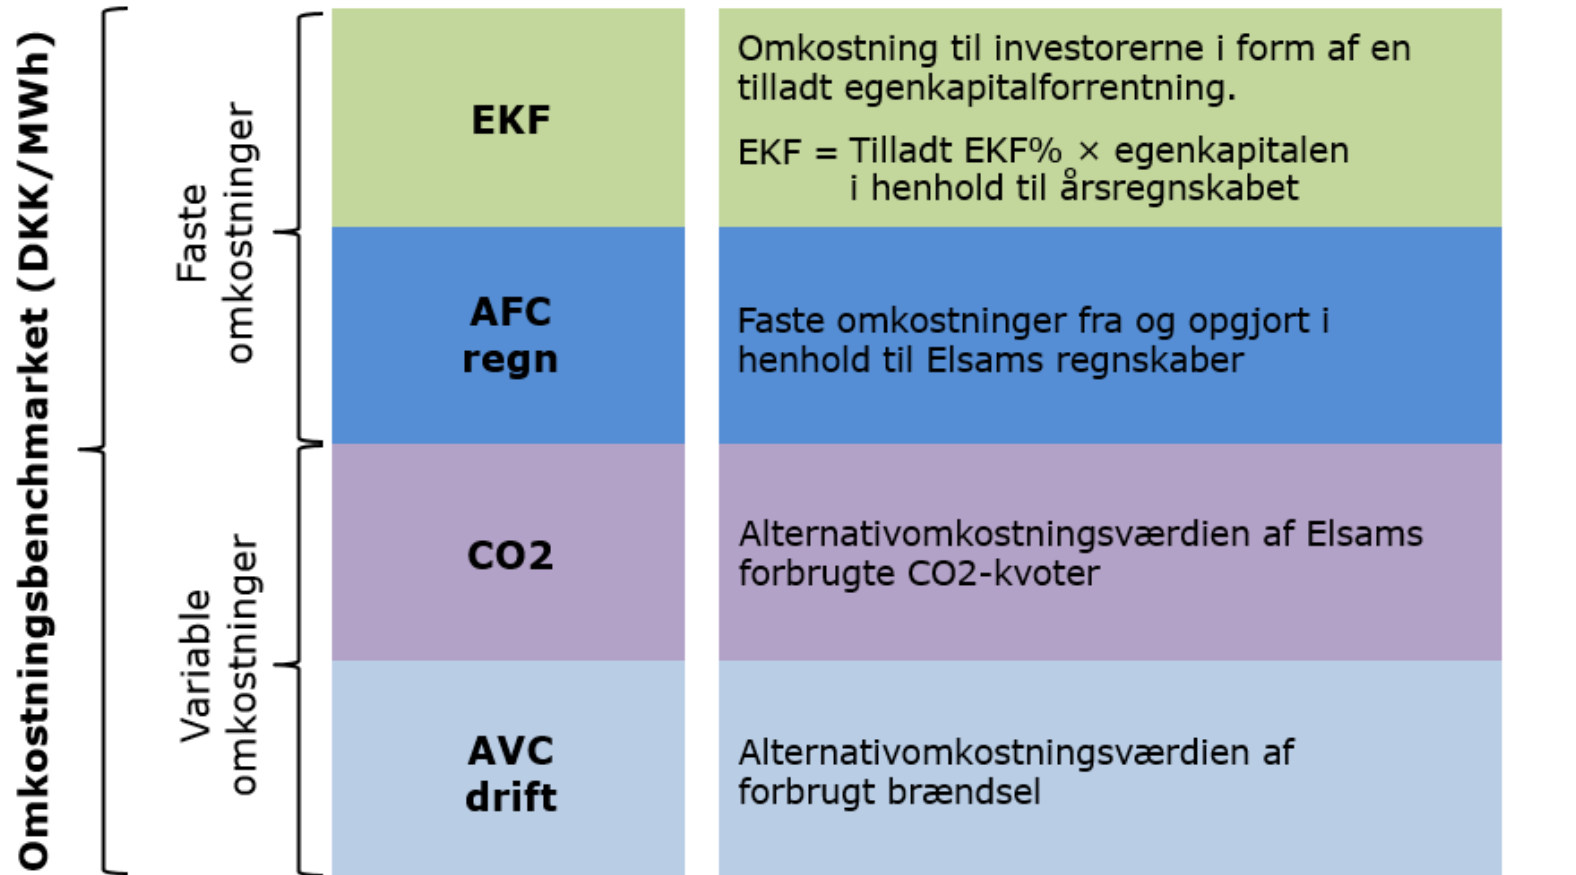 Omkostningsbenchmarket (DKK/MWh)
Faste
omkostninger
EKF
Omkostning til investorerne i form af en
tilladt egenkapitalforrentning.
EKF = Tilladt EKF% × egenkapitalen
i henhold til årsregnskabet
AFC
regn
Faste omkostninger fra og opgjort i
henhold til Elsams regnskaber
Variable
omkostninger
CO2
Alternativomkostningsværdien af Elsams
forbrugte CO2-kvoter
AVC
drift
Alternativomkostningsværdien af
forbrugt brændsel